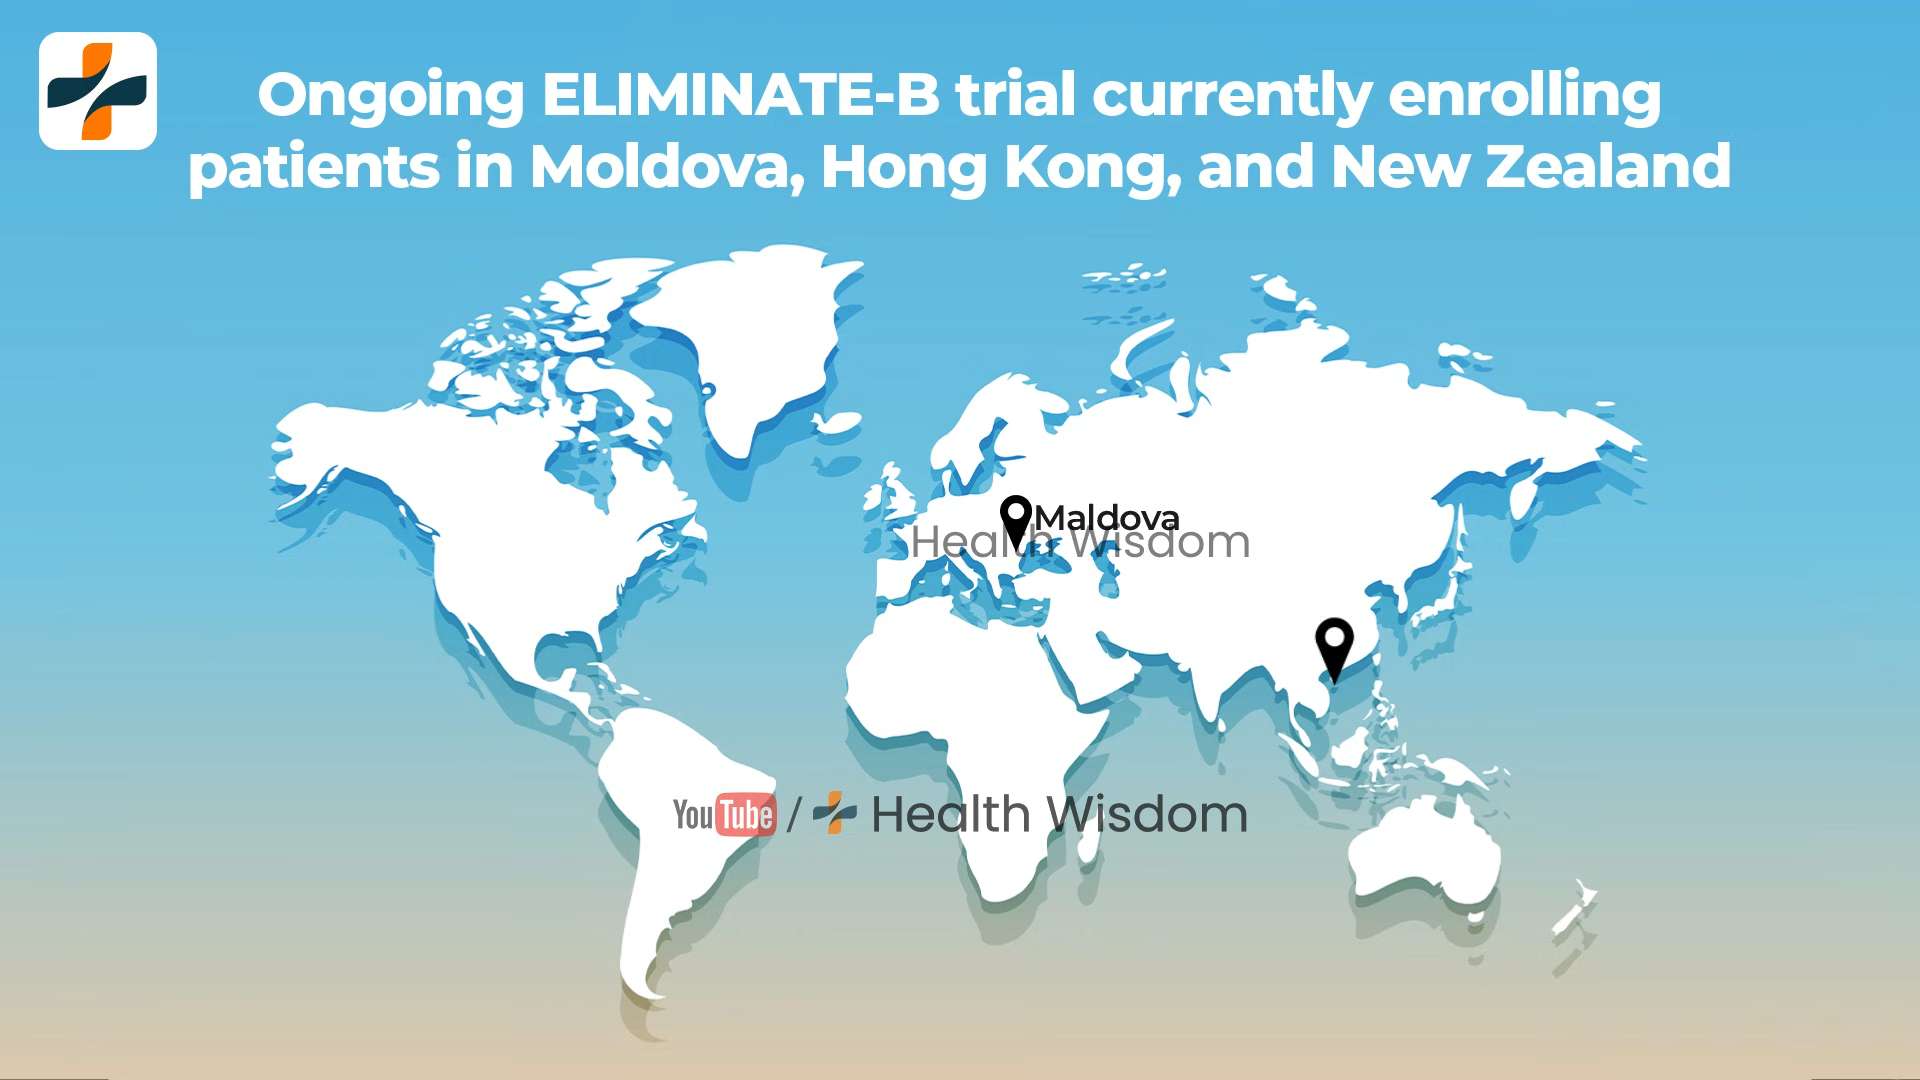 Ongoing ELIMINATE-B trial currently enrolling
patients in Moldova, Hong Kong, and New Zealand
Maldova
Health Wisdom
YouTube / Health Wisdom